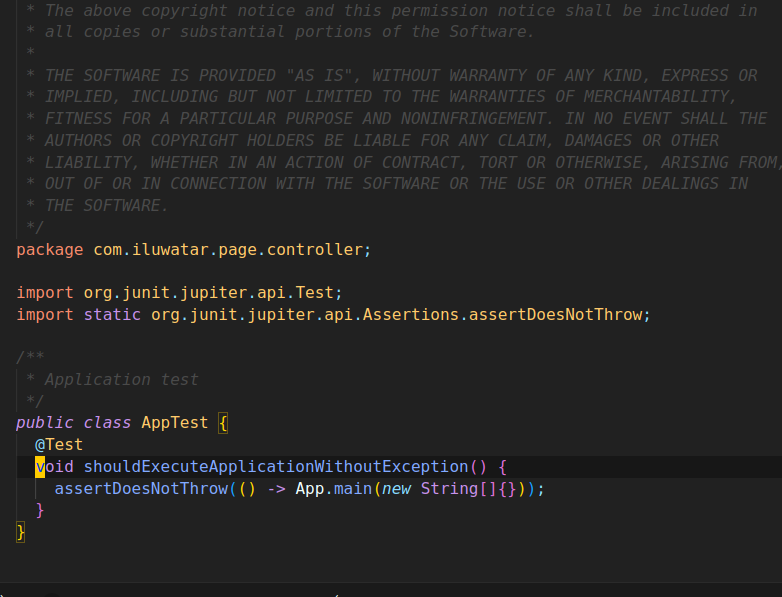 * The above copyright notice and this permission notice shall be included in
* all copies or substantial portions of the Software.
*
* THE SOFTWARE IS PROVIDED "AS IS", WITHOUT WARRANTY OF ANY KIND, EXPRESS OR
* IMPLIED, INCLUDING BUT NOT LIMITED TO THE WARRANTIES OF MERCHANTABILITY,
* FITNESS FOR A PARTICULAR PURPOSE AND NONINFRINGEMENT. IN NO EVENT SHALL THE
* AUTHORS OR COPYRIGHT HOLDERS BE LIABLE FOR ANY CLAIM, DAMAGES OR OTHER
* LIABILITY, WHETHER IN AN ACTION OF CONTRACT, TORT OR OTHERWISE, ARISING FROM,
* OUT OF OR IN CONNECTION WITH THE SOFTWARE OR THE USE OR OTHER DEALINGS IN
* THE SOFTWARE.
*/
package com.iluwatar.page.controller;
import org.junit.jupiter.api.Test;
import static org.junit.jupiter.api.Assertions.assertDoesNotThrow;
/**
* Application test
*/
public class AppTest {
@Test
void shouldExecuteApplicationWithoutException() {
assertDoesNotThrow(() -> App.main(new String[]{}));
}
}